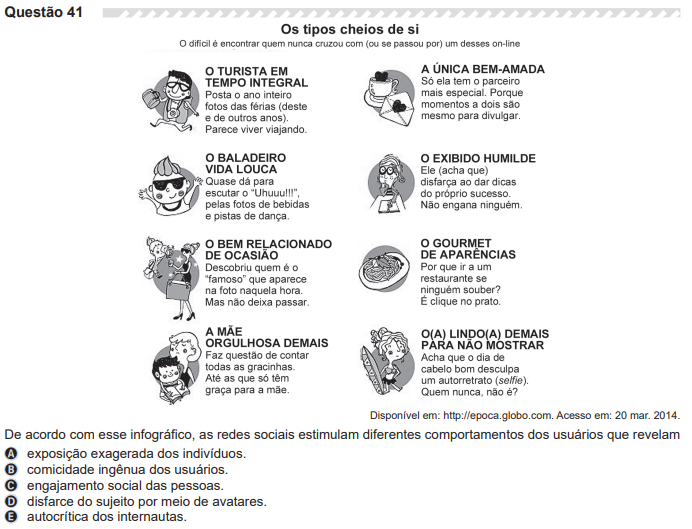 Questão 41
Os tipos cheios de si
O difícil é encontrar quem nunca cruzou com (ou se passou por) um desses on-line
O TURISTA EM
TEMPO INTEGRAL
Posta o ano inteiro
fotos das férias (deste
e de outros anos).
Parece viver viajando.
A ÚNICA BEM-AMADA
Só ela tem o parceiro
mais especial. Porque
momentos a dois são
mesmo para divulgar.
O BALADEIRO
VIDA LOUCA
Quase dá para
escutar o “Uhuuu!!!”,
pelas fotos de bebidas
e pistas de dança.
O EXIBIDO HUMILDE
Ele (acha que)
disfarça ao dar dicas
do próprio sucesso.
Não engana ninguém.
O BEM RELACIONADO
DE OCASIÃO
Descobriu quem é o
“famoso” que aparece
na foto naquela hora.
Mas não deixa passar.
O GOURMET
DE APARÊNCIAS
Por que ir a um
restaurante se
ninguém souber?
É clique no prato.
A MÃE
ORGULHOSA DEMAIS
Faz questão de contar
todas as gracinhas.
Até as que só têm
graça para a mãe.
O(A) LINDO(A) DEMAIS
PARA NÃO MOSTRAR
Acha que o dia de
cabelo bom desculpa
um autorretrato (selfie).
Quem nunca, não é?
Disponível em: http://epoca.globo.com. Acesso em: 20 mar. 2014.
De acordo com esse infográfico, as redes sociais estimulam diferentes comportamentos dos usuários que revelam
A exposição exagerada dos indivíduos.
B comicidade ingênua dos usuários.
C engajamento social das pessoas.
D disfarce do sujeito por meio de avatares.
E autocrítica dos internautas.